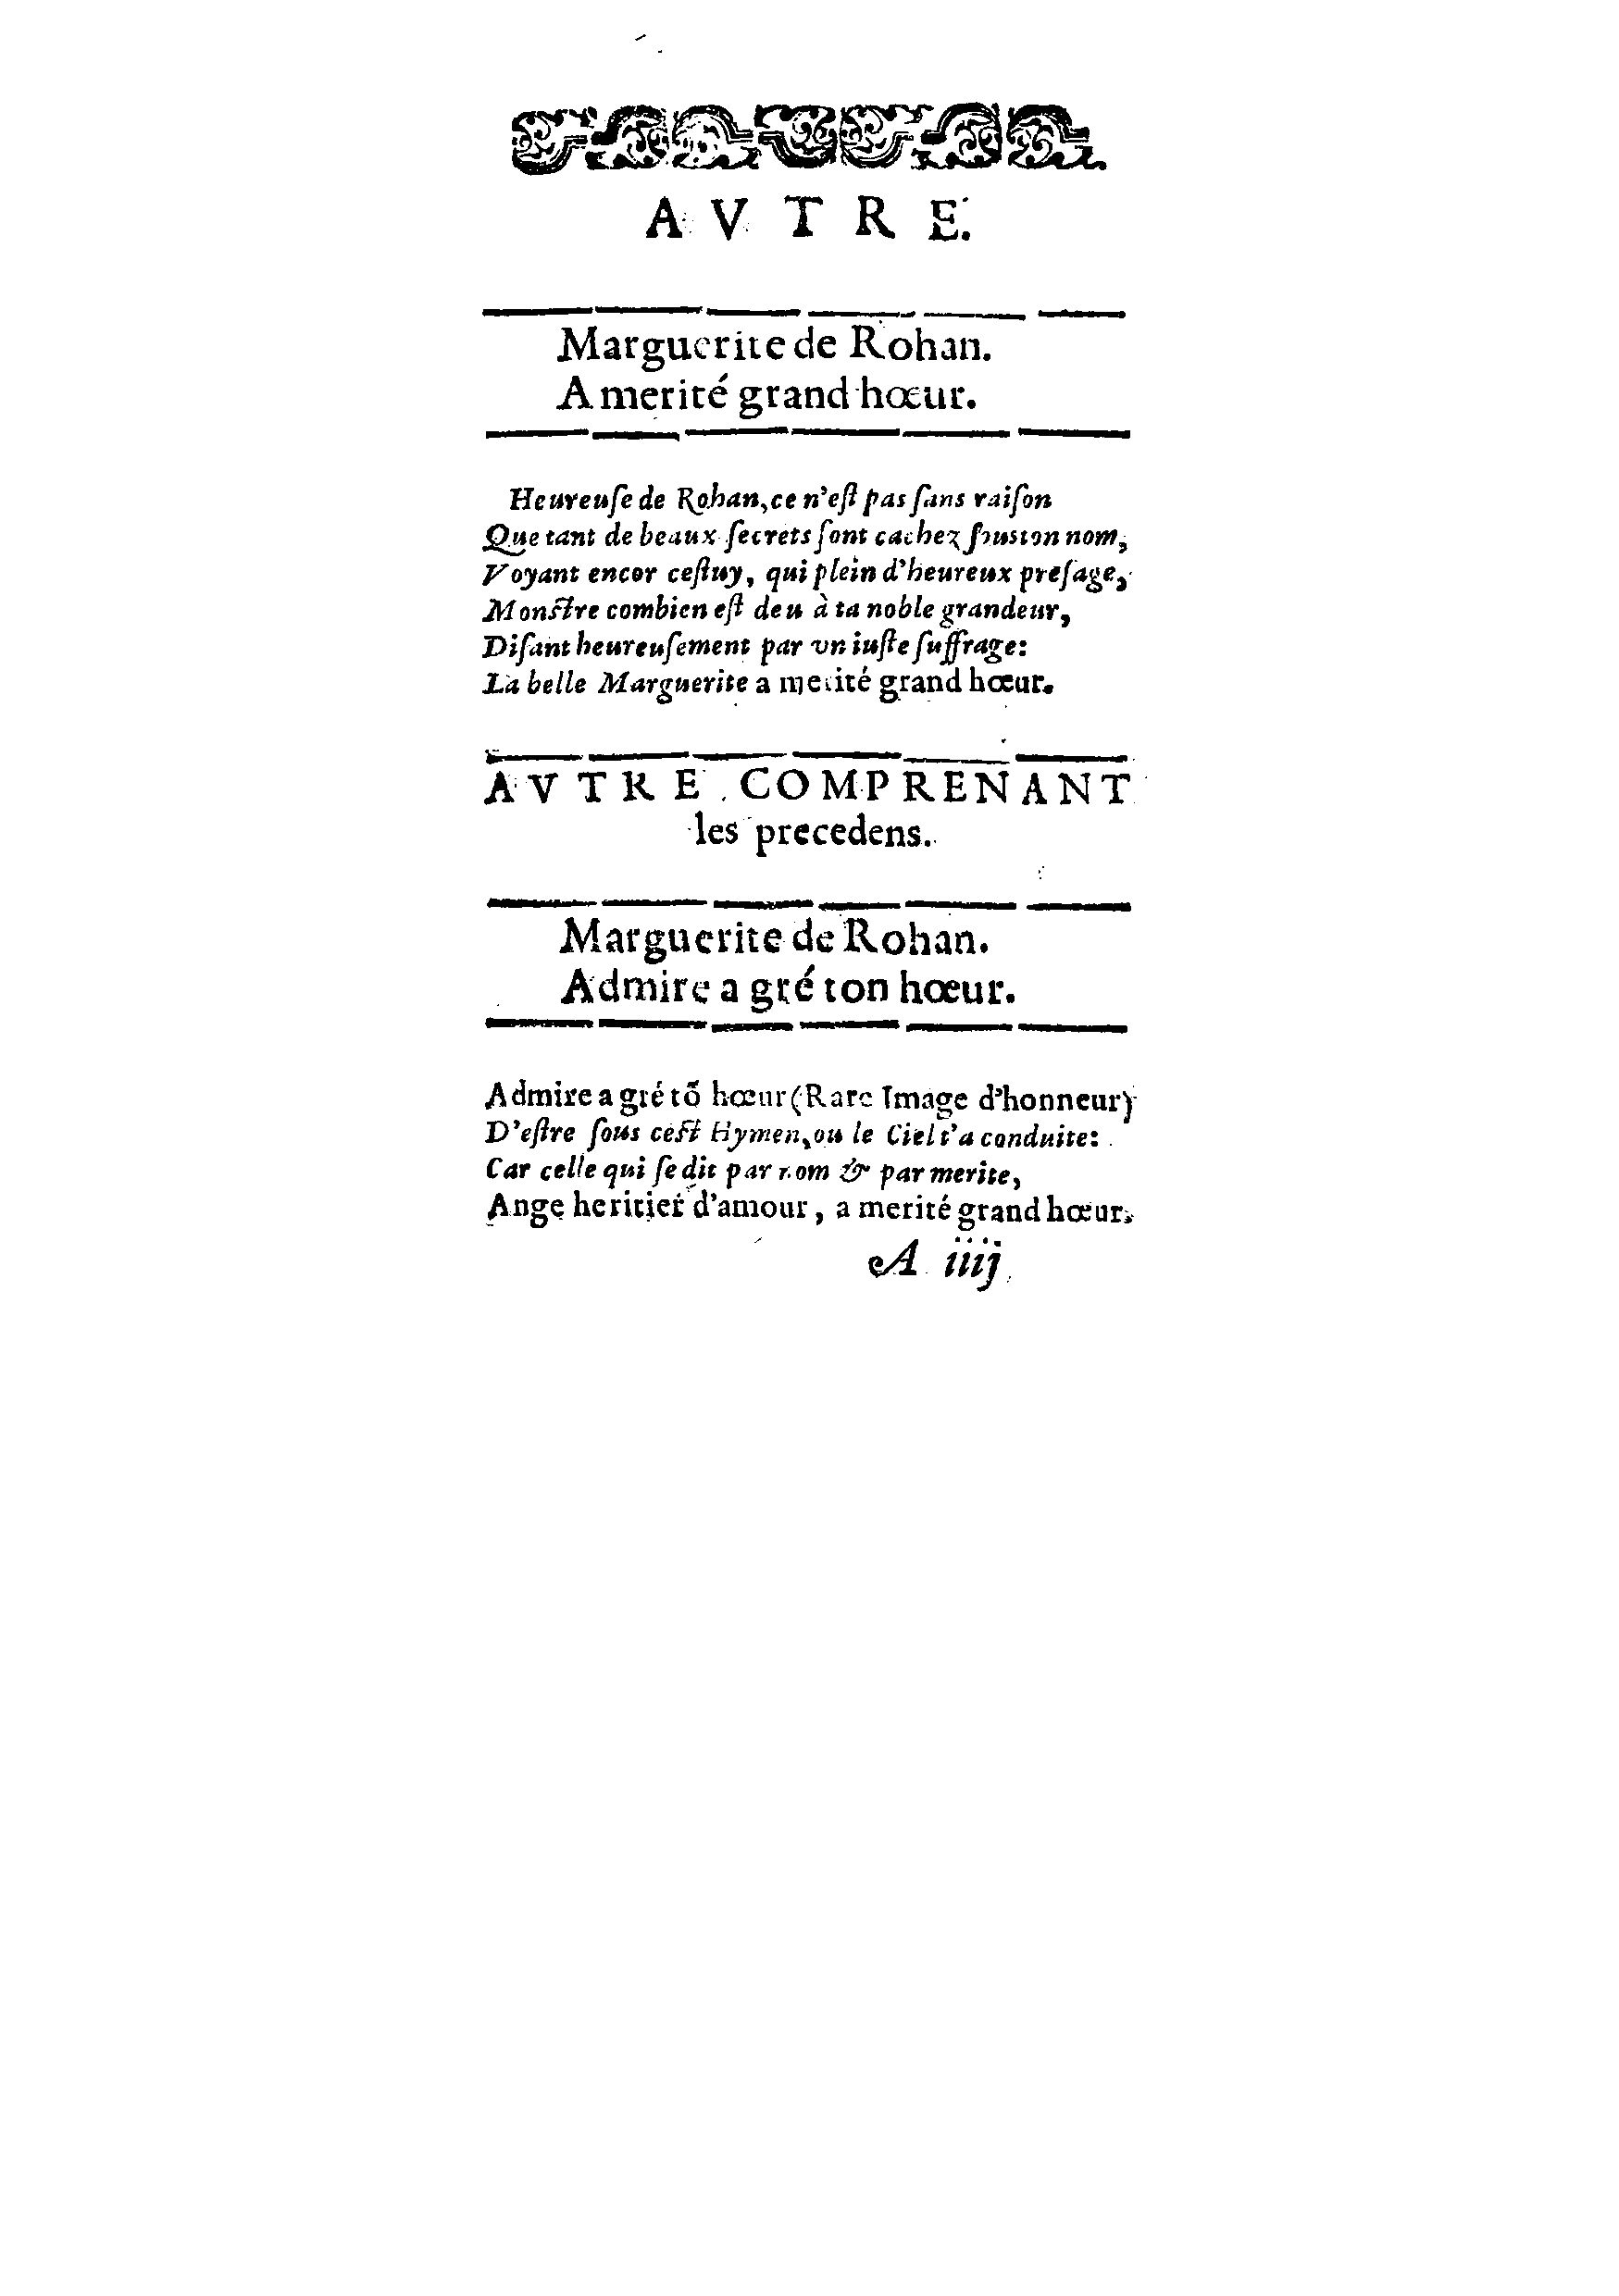 AVTRE.
Marguerite de Rohan.
A merité grand hœur.
Heureuſe de Rohan, ce n'eſt pas ſans raiſon
Que tant de beaux ſecrets ſont cachez ſous ton nom,
Voyant encor ceſtuy, qui plein d'heureux preſage,
Monſtre combien eſt deu à ta noble grandeur,
Diſant heureuſement par vn iuſte ſuffrage:
La belle Marguerite a merité grand hœur.
AVTRE COMPRENANT
les precedens.
Marguerite de Rohan.
Admire a gré ton hœur.
Admire a gré tõ hœur (Rare Image d'honneur)
D'eſtre ſous ceſt Hymen, ou le Ciel t'a conduite:
Car celle qui ſe dit par nom & par merite,
Ange heritier d'amour, a merité grand hœur.
A iiij